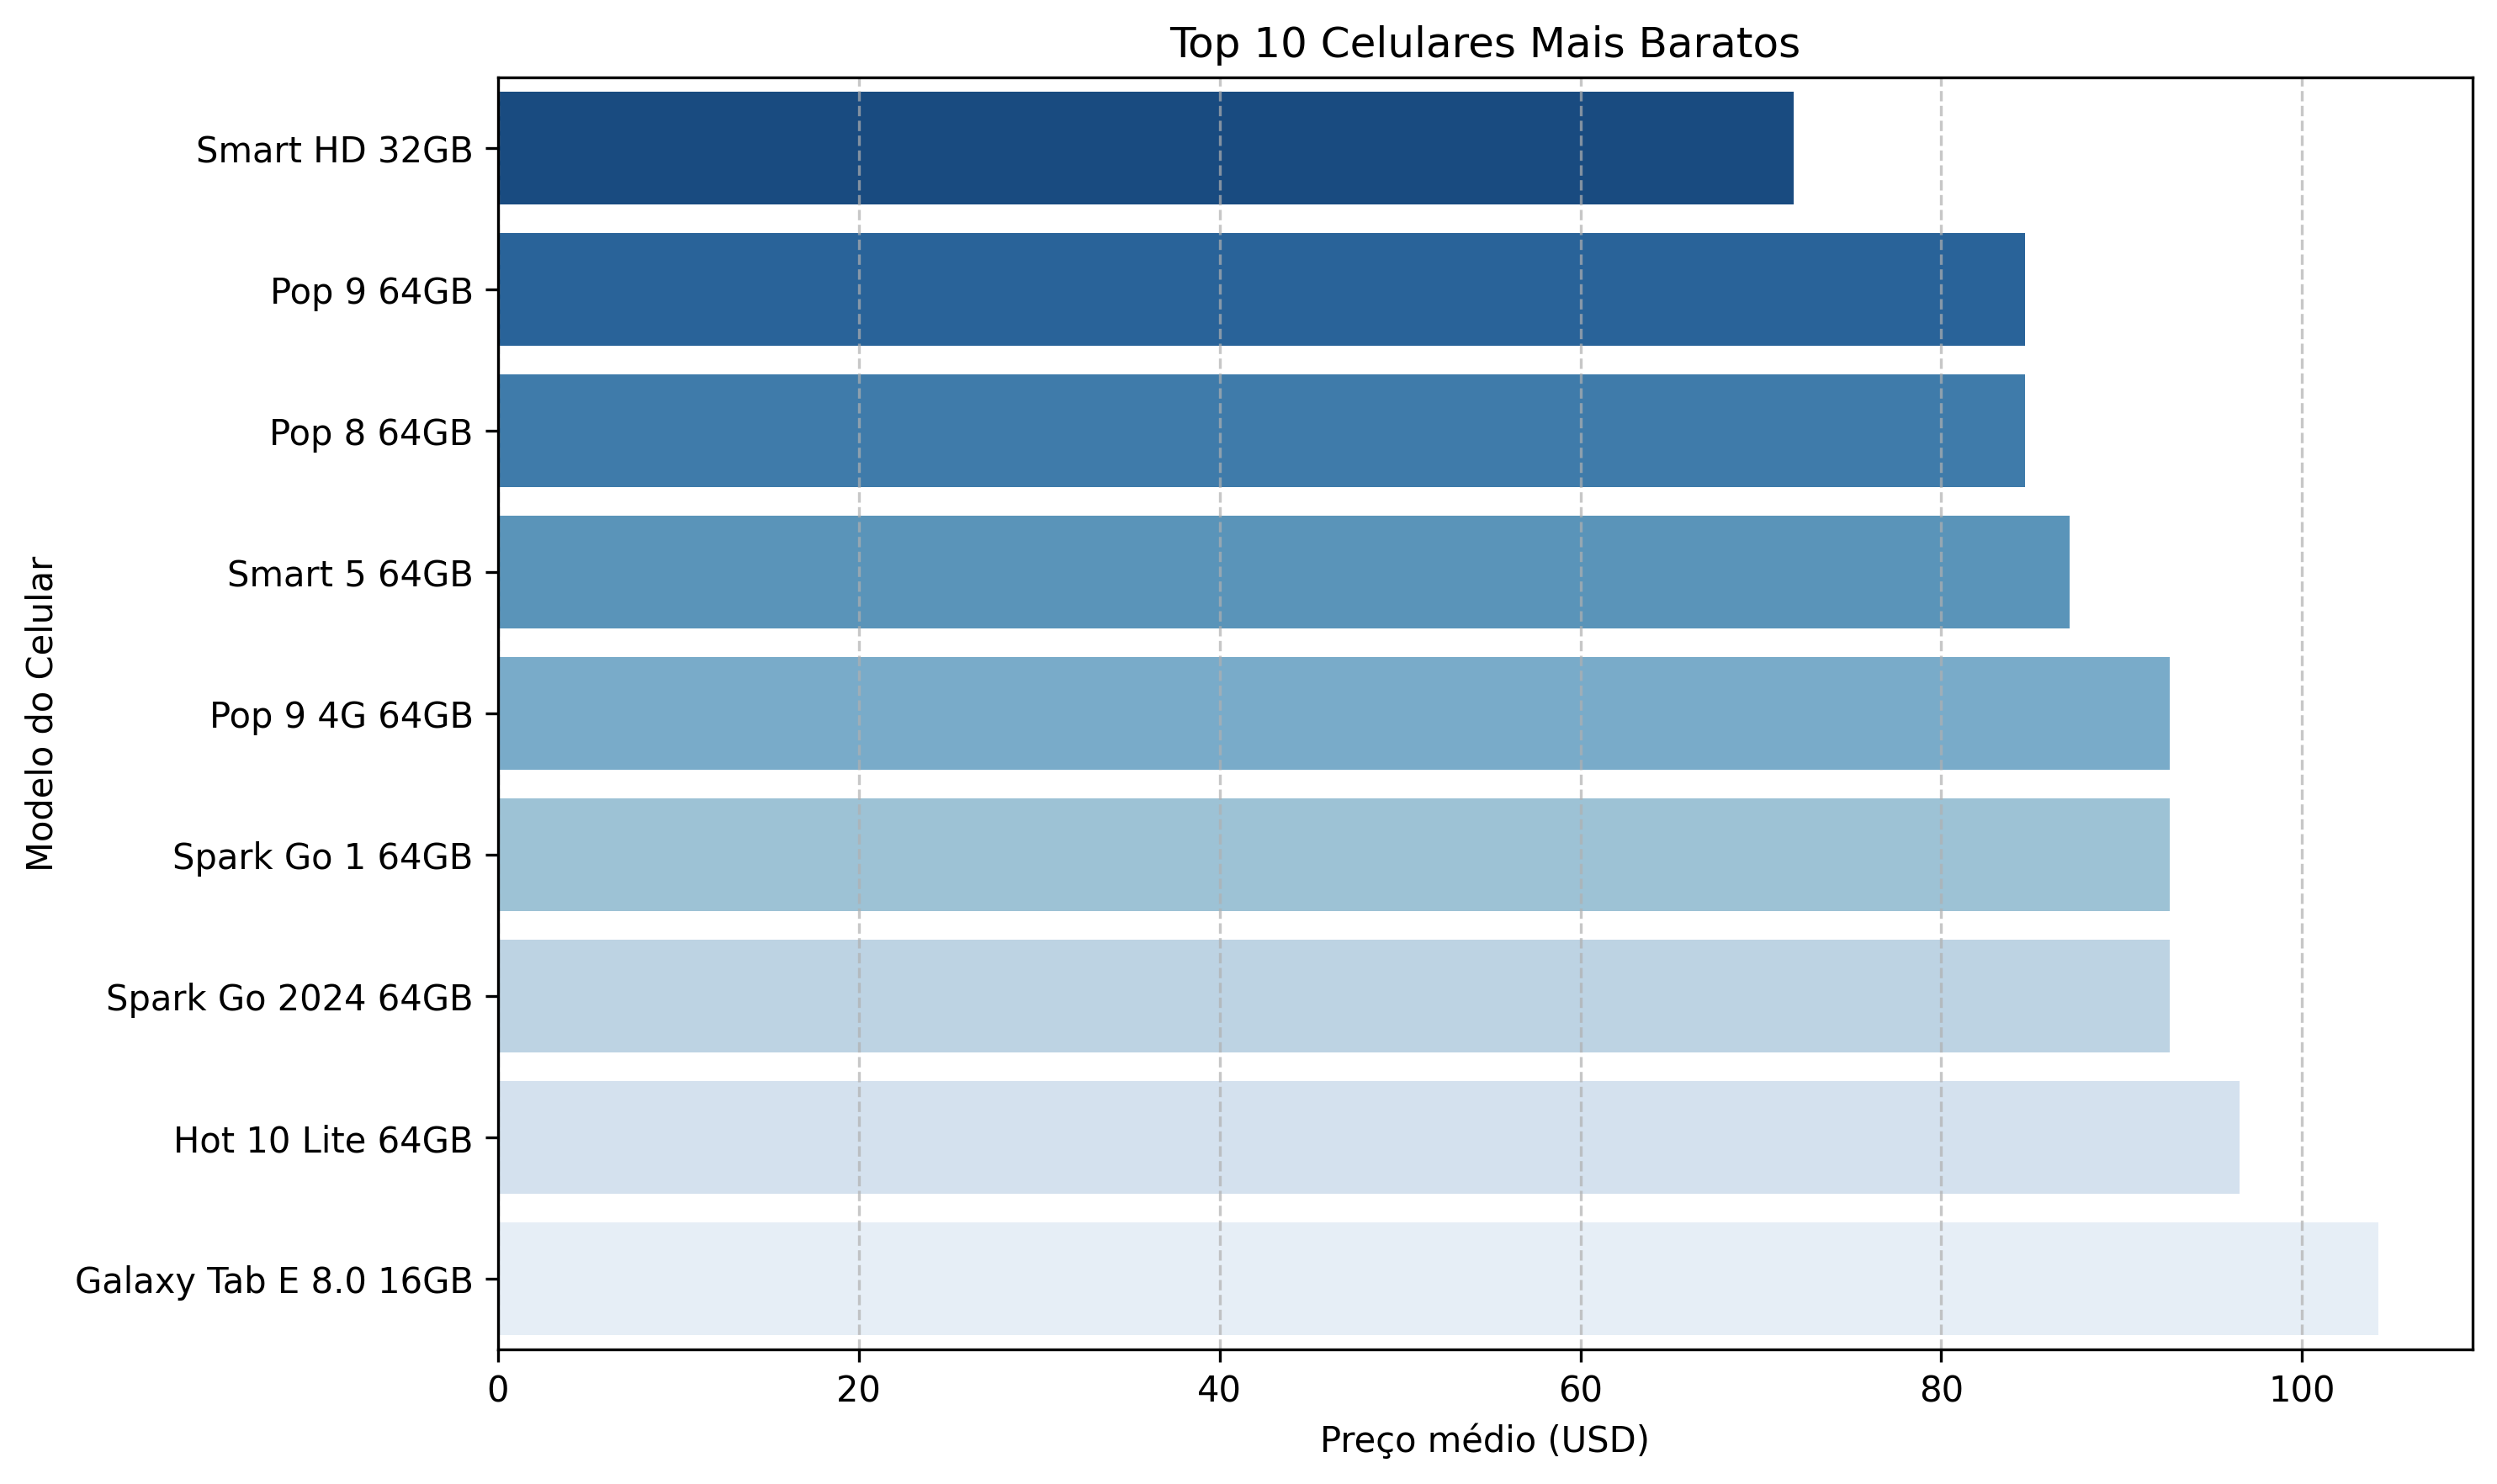 Top 10 Celulares Mais Baratos
Modelo do Celular
Smart HD 32GB
Pop 9 64GB
Pop 8 64GB
Smart 5 64GB
Pop 9 4G 64GB
Spark Go 1 64GB
Spark Go 2024 64GB
Hot 10 Lite 64GB
Galaxy Tab E 8.0 16GB
0 20 40 60 80 100
Preço médio (USD)